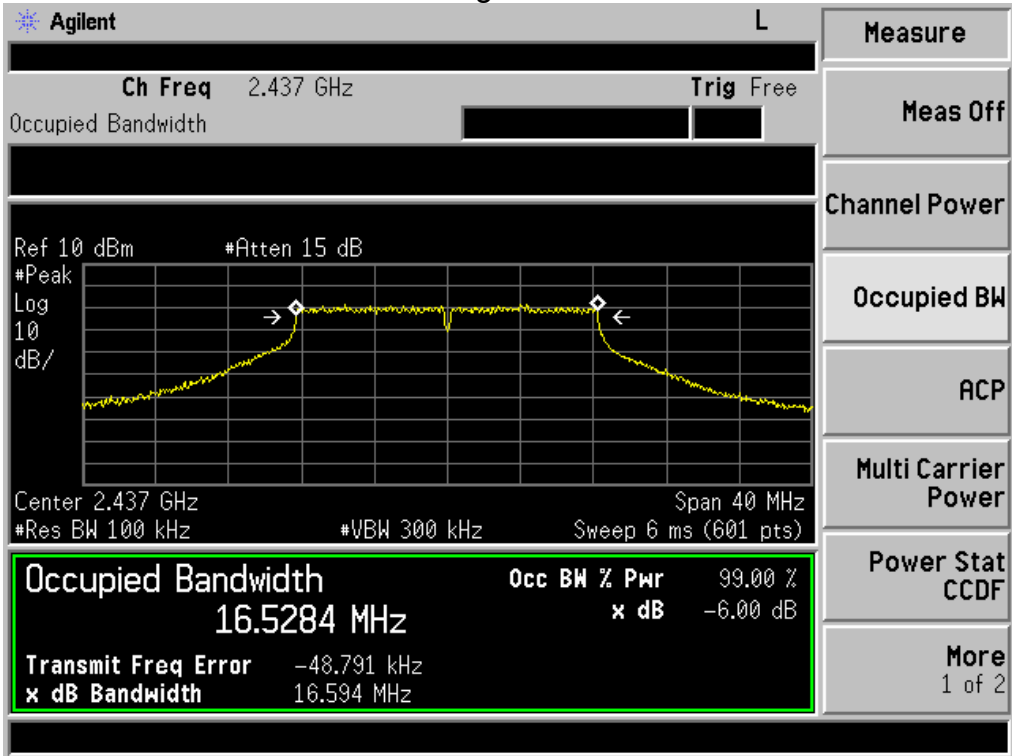 Agilent
L
Measure
Ch Freq 2.437 GHz
Trig Free
Occupied Bandwidth
Meas Off
Channel Power
Ref 10 dBm #Atten 15 dB
#Peak
Log
10
dB/
Occupied BW
ACP
Center 2.437 GHz
Span 40 MHz
#Res BW 100 kHz #VBW 300 kHz Sweep 6 ms (601 pts)
Multi Carrier
Power
Occupied Bandwidth
16.5284 MHz
Occ BW % Pwr 99.00 %
x dB -6.00 dB
Transmit Freq Error -48.791 kHz
x dB Bandwidth 16.594 MHz
Power Stat
CCDF
More
1 of 2